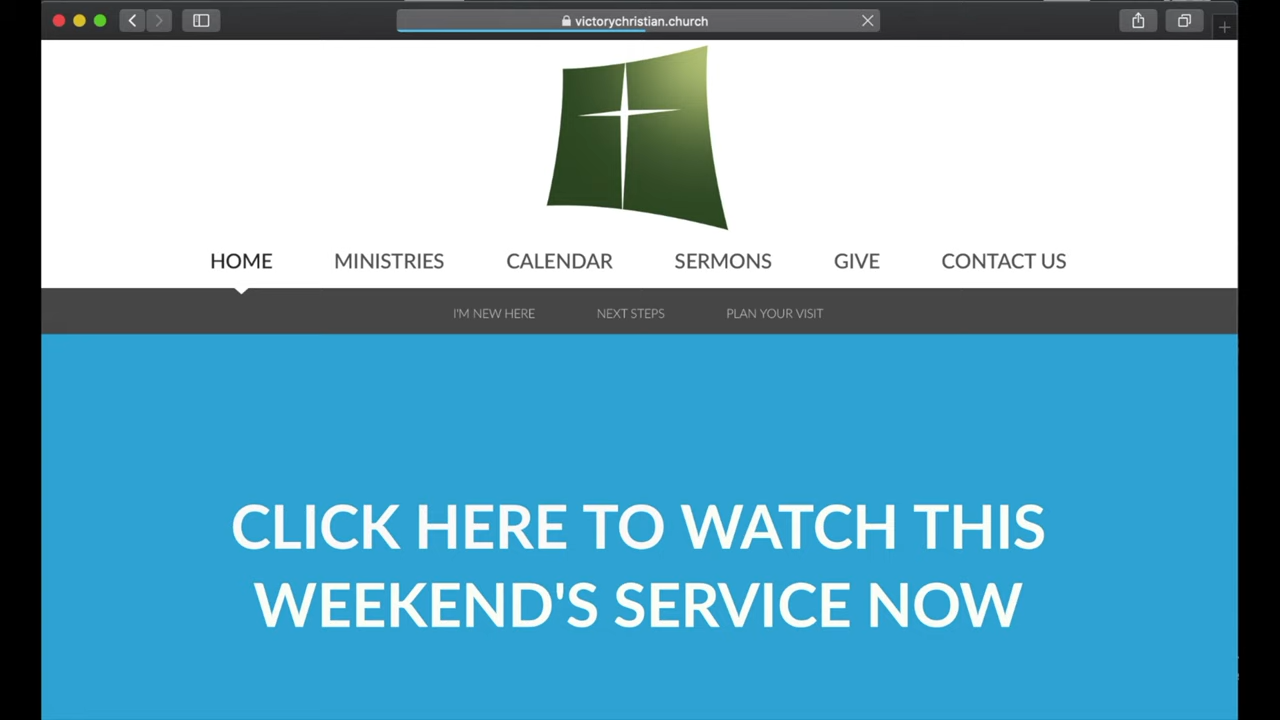 victorychristian.church
HOME MINISTRIES CALENDAR SERMONS GIVE CONTACT US
I'M NEW HERE NEXT STEPS PLAN YOUR VISIT
CLICK HERE TO WATCH THIS
WEEKEND'S SERVICE NOW